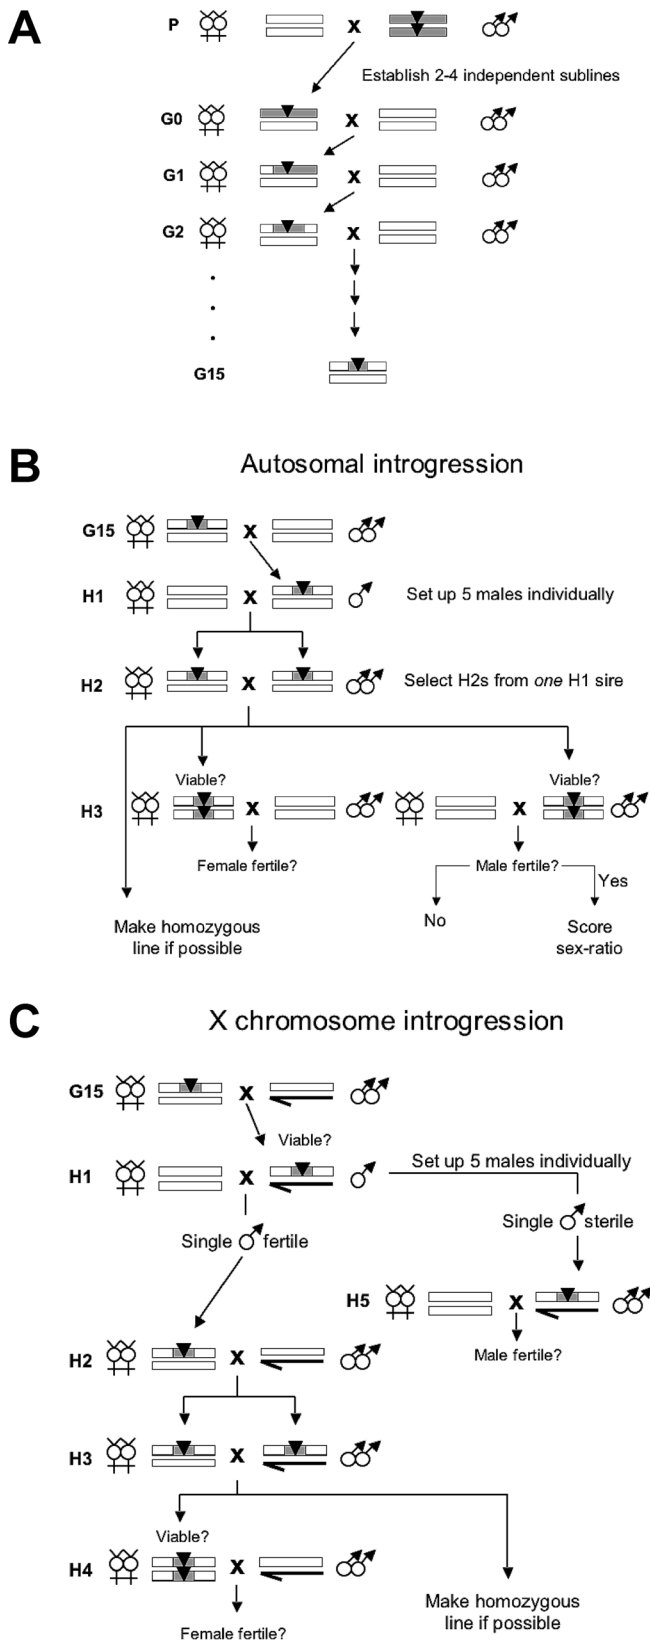 A
P
X
Establish 2-4 independent sublines
G0
X
G1
X
G2
X
G15
B
Autosomal introgression
G15
X
H1
X
Set up 5 males individually
H2
X
Select H2s from one H1 sire
Viable?
Viable?
H3
X
X
Female fertile?
Male fertile?
Yes
No
Make homozygous
line if possible
Score
sex-ratio
C
X chromosome introgression
G15
X
Viable?
H1
X
Set up 5 males individually
Single fertile
Single sterile
H5
X
Male fertile?
H2
X
H3
X
Viable?
H4
X
Female fertile?
Make homozygous
line if possible